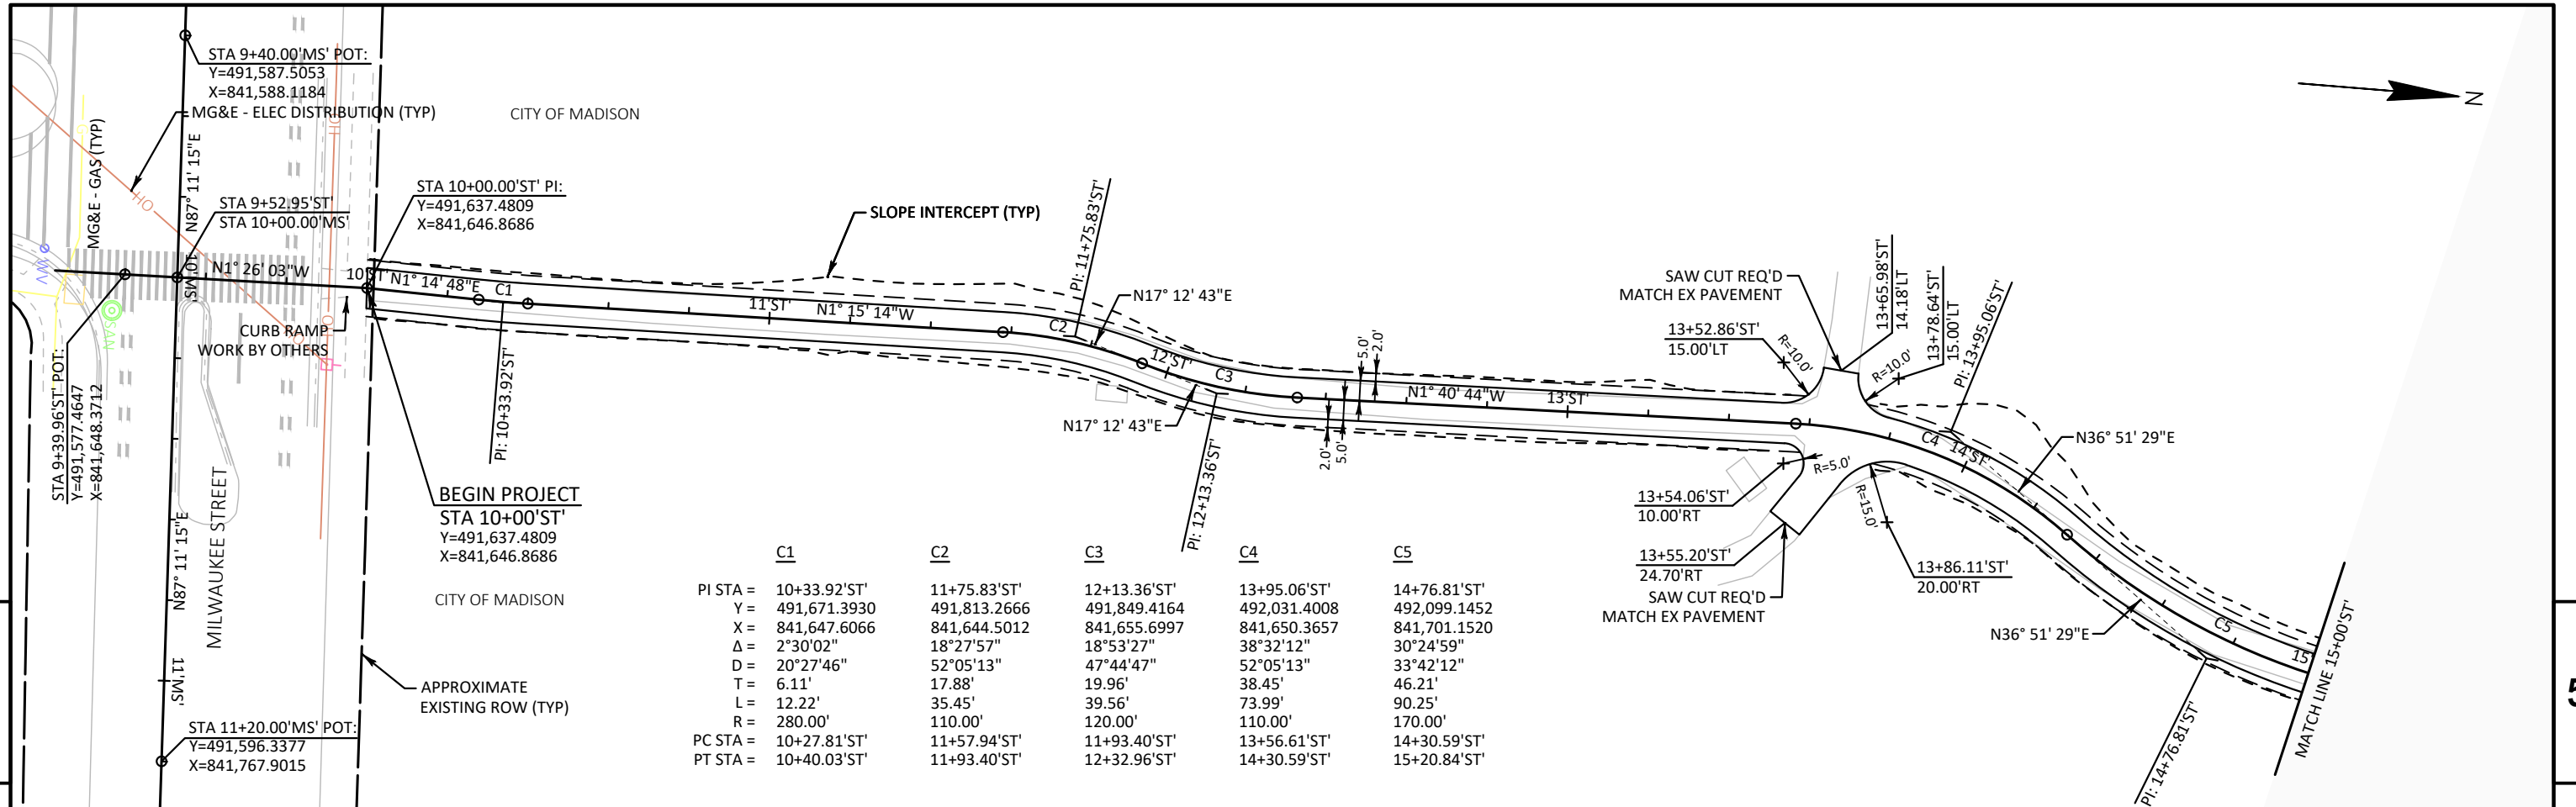 STA 9+40.00'MS' POT:
Y=491,587.5053
X=841,588.1184
MG&E - ELEC DISTRIBUTION (TYP)
CITY OF MADISON
MG&E - GAS (TYP)
N87° 11' 15"E
OH
OH
STA 9+52.95'ST'
STA 10+00.00'MS'
STA 10+00.00'ST' PI:
Y=491,637.4809
X=841,646.8686
SLOPE INTERCEPT (TYP)
PI: 11+75.83'ST'
N
WV
SAN
N1° 26' 03"W
10'MS'
10'ST'
N1° 14' 48"E
C1
11'ST'
N1° 15' 14"W
C2
N17° 12' 43"E
12'ST'
C3
5.0'
2.0'
N1° 40' 44"W
13'ST'
SAW CUT REQ'D
MATCH EX PAVEMENT
13+52.86'ST'
15.00'LT
R=10.0'
13+65.98'ST'
14.18'LT
R=10.0'
13+78.64'ST'
15.00'LT
PI: 13+95.06'ST'
C4
14'ST'
N36° 51' 29"E
CURB RAMP
WORK BY OTHERS
OH
OH
STA 9+39.96'ST' POT:
Y=491,577.4647
X=841,648.3712
PI: 10+33.92'ST'
N17° 12' 43"E
PI: 12+13.36'ST'
2.0'
5.0'
R=5.0'
13+54.06'ST'
10.00'RT
R=15.0'
13+55.20'ST'
24.70'RT
SAW CUT REQ'D
MATCH EX PAVEMENT
13+86.11'ST'
20.00'RT
N36° 51' 29"E
C5
15'
MATCH LINE 15+00'ST'
PI: 14+76.81'ST'
BEGIN PROJECT
STA 10+00'ST'
Y=491,637.4809
X=841,646.8686
CITY OF MADISON
N87° 11' 15"E
MILWAUKEE STREET
11'MS'
APPROXIMATE
EXISTING ROW (TYP)
STA 11+20.00'MS' POT:
Y=491,596.3377
X=841,767.9015
C1 C2 C3 C4 C5
PI STA = 10+33.92'ST' 11+75.83'ST' 12+13.36'ST' 13+95.06'ST' 14+76.81'ST'
Y = 491,671.3930 491,813.2666 491,849.4164 492,031.4008 492,099.1452
X = 841,647.6066 841,644.5012 841,655.6997 841,650.3657 841,701.1520
Δ = 2°30'02" 18°27'57" 18°53'27" 38°32'12" 30°24'59"
D = 20°27'46" 52°05'13" 47°44'47" 52°05'13" 33°42'12"
T = 6.11' 17.88' 19.96' 38.45' 46.21'
L = 12.22' 35.45' 39.56' 73.99' 90.25'
R = 280.00' 110.00' 120.00' 110.00' 170.00'
PC STA = 10+27.81'ST' 11+57.94'ST' 11+93.40'ST' 13+56.61'ST' 14+30.59'ST'
PT STA = 10+40.03'ST' 11+93.40'ST' 12+32.96'ST' 14+30.59'ST' 15+20.84'ST'